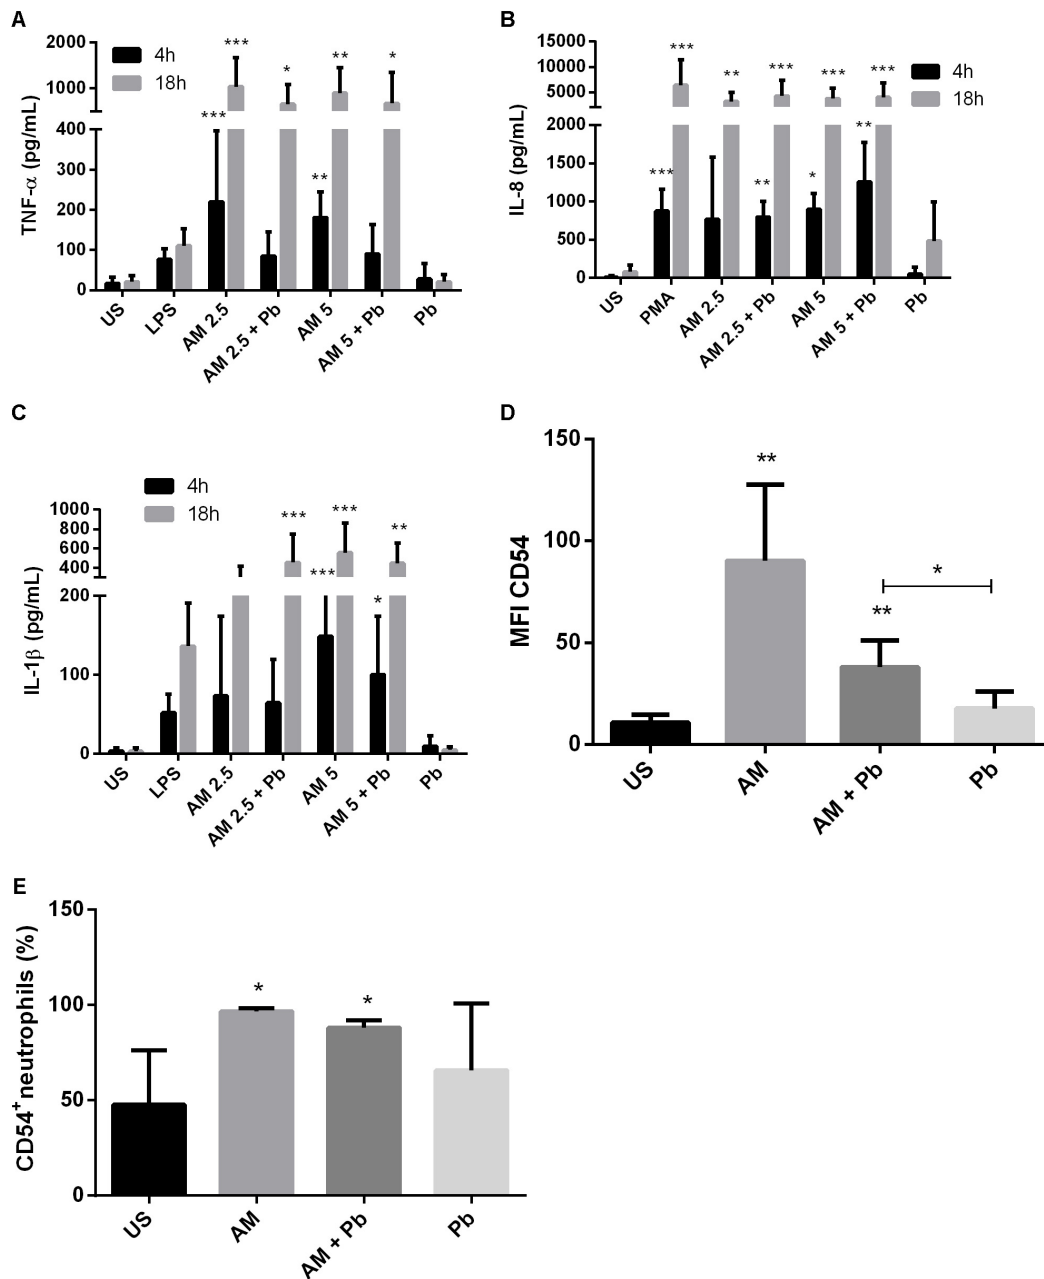 A
TNF-α (pg/mL)
2000
1000
400
300
200
100
0
4h
18h
***
***
*
**
**
*
US
LPS
AM 2.5
AM 2.5 + Pb
AM 5
AM 5 + Pb
Pb
B
IL-8 (pg/mL)
15000
10000
5000
2000
1500
1000
500
0
4h
18h
***
***
**
***
**
***
*
***
**
US
PMA
AM 2.5
AM 2.5 + Pb
AM 5
AM 5 + Pb
Pb
C
IL-1β (pg/mL)
1000
800
600
400
200
100
0
4h
18h
***
***
***
**
*
US
LPS
AM 2.5
AM 2.5 + Pb
AM 5
AM 5 + Pb
Pb
D
MFI CD54
150
100
50
0
**
**
*
US
AM
AM + Pb
Pb
E
CD54+ neutrophils (%)
150
100
50
0
*
*
US
AM
AM + Pb
Pb